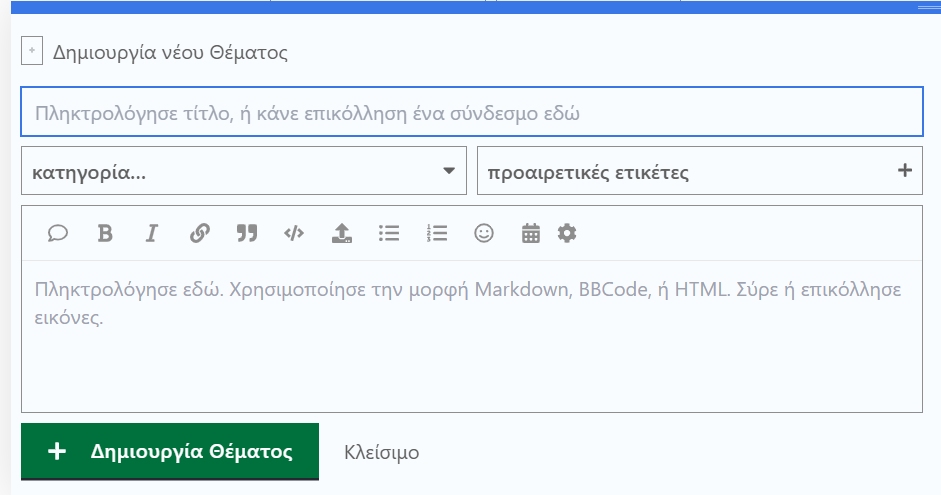 Δημιουργία νέου Θέματος
Πληκτρολόγησε τίτλο, ή κάνε επικόλληση ένα σύνδεσμο εδώ
κατηγορία...
προαιρετικές ετικέτες
Πληκτρολόγησε εδώ. Χρησιμοποίησε την μορφή Markdown, BBCode, ή HTML. Σύρε ή επικόλλησε
εικόνες.
Δημιουργία Θέματος
Κλείσιμο